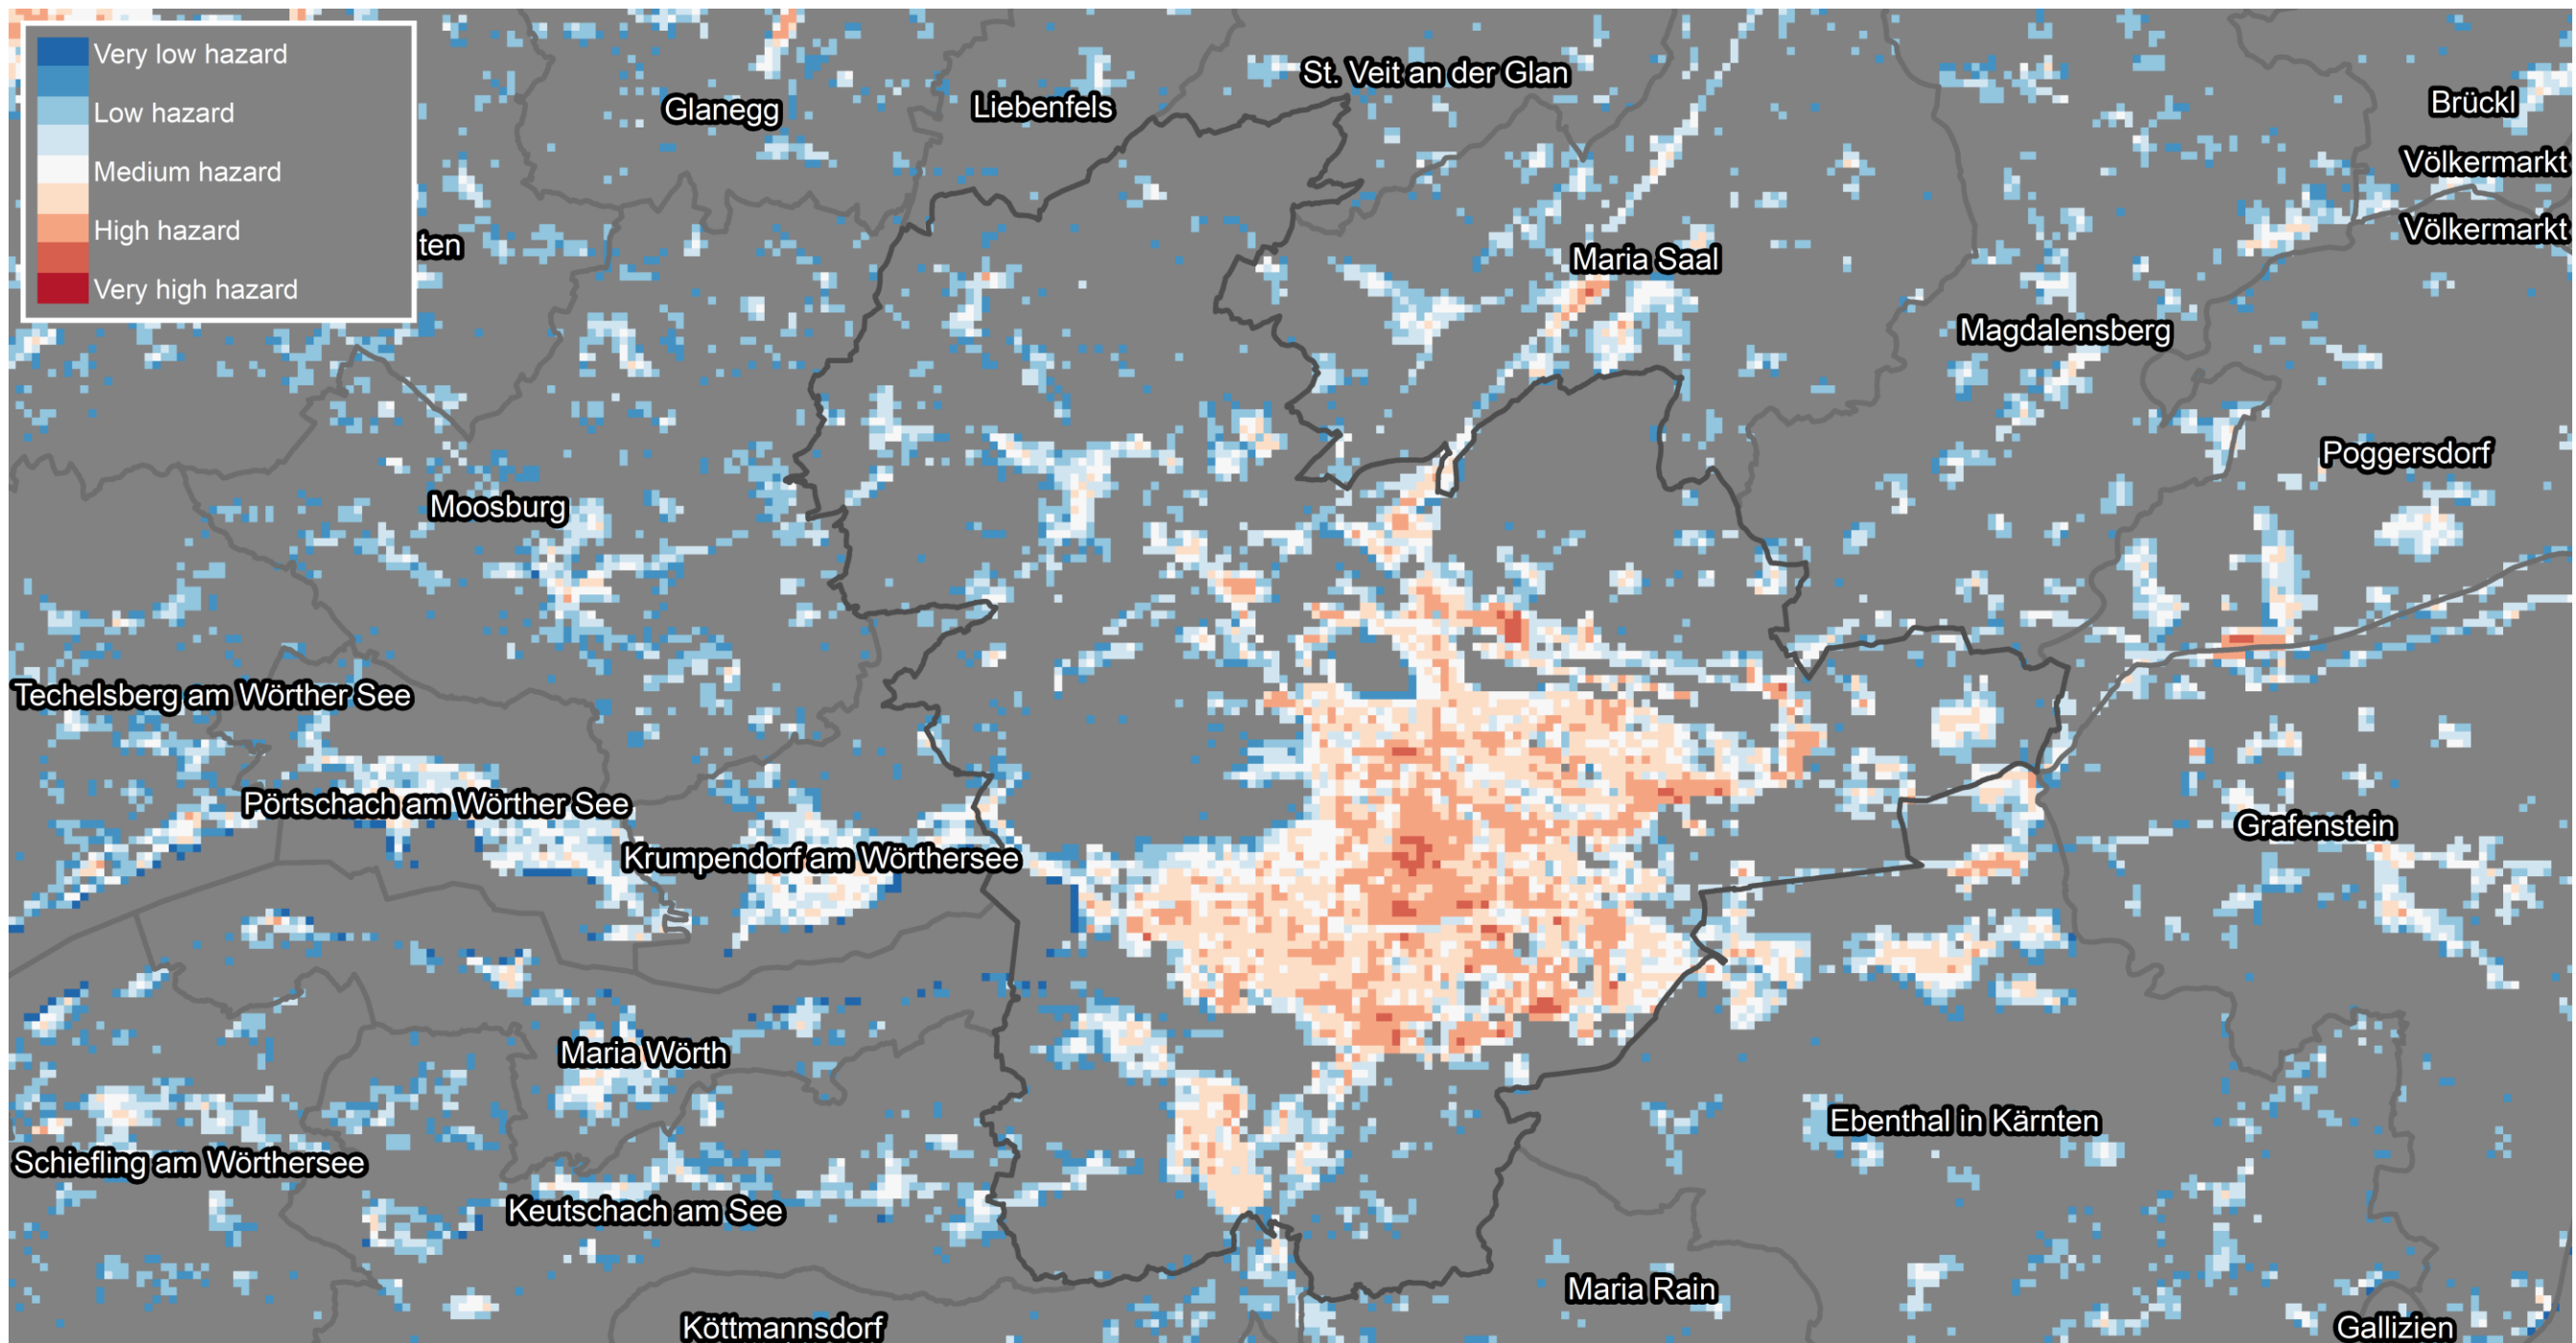 Very low hazard
Low hazard
Medium hazard
High hazard
Very high hazard
St. Veit an der Glan
Glanegg
Liebenfels
Brückl
Völkermarkt
Völkermarkt
ten
Maria Saal
Magdalensberg
Poggersdorf
Moosburg
Techelsberg am Wörther See
Pörtschach am Wörther See
Grafenstein
Krumpendorf am Wörthersee
Maria Wörth
Ebenthal in Kärnten
Schiefling am Wörthersee
Keutschach am See
Maria Rain
Köttmannsdorf
Gallizien